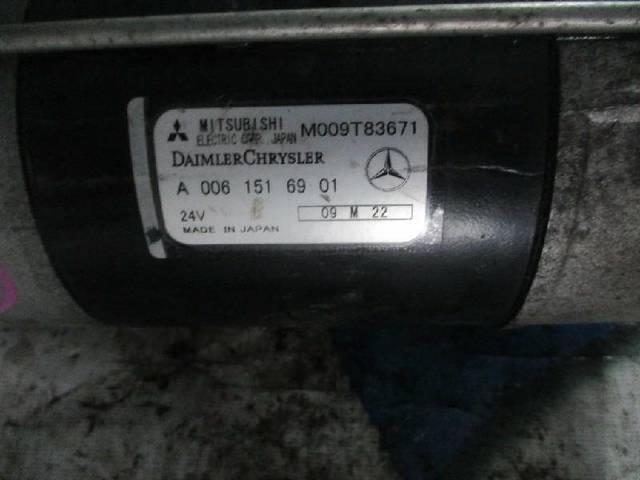 MITSUBISHI M009T83671
ELECTRIC CORP. JAPAN
DAIMLERCHRYSLER
A 006 151 69 01
24V 09 M 22
MADE IN JAPAN